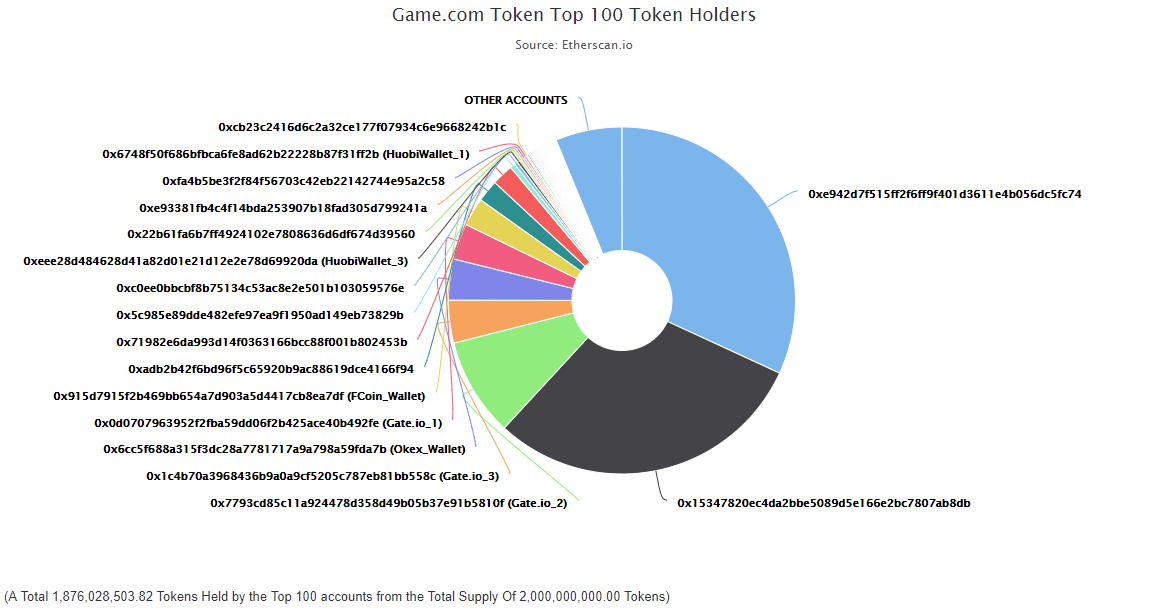 Game.com Token Top 100 Token Holders
Source: Etherscan.io
OTHER ACCOUNTS
0xcb23c2416d6c2a32ce177f07934c6e9668242b1c
0x6748f50f686bfbca6fe8ad62b22228b87f31ff2b (HuobiWallet_1)
0xfa4b5be3f2f84f56703c42eb22142744e95a2c58
0xe93381fb4c4f14bda253907b18fad305d799241a
0x22b61fa6b7ff4924102e7808636d6df674d39560
0xeee28d484628d41a82d01e21d12e2e78d69920da (HuobiWallet_3)
0xc0ee0bbcbf8b75134c53ac8e2e501b103059576e
0x5c985e89dde482efe97ea9f1950ad149eb73829b
0x71982e6da993d14f0363166bcc88f001b802453b
0xadb2b42f6bd96f5c65920b9ac88619dce4166f94
0x915d7915f2b469bb654a7d903a5d4417cb8ea7df (FCoin_Wallet)
0x0d0707963952f2fba59dd06f2b425ace40b492fe (Gate.io_1)
0x6cc5f688a315f3dc28a7781717a9a798a59fda7b (Okex_Wallet)
0x1c4b70a3968436b9a0a9cf5205c787eb81bb558c (Gate.io_3)
0x7793cd85c11a924478d358d49b05b37e91b5810f (Gate.io_2)
0xe942d7f515ff2f6ff9f401d3611e4b056dc5fc74
0x15347820ec4da2bbe5089d5e166e2bc7807ab8db
(A Total 1,876,028,503.82 Tokens Held by the Top 100 accounts from the Total Supply Of 2,000,000,000.00 Tokens)